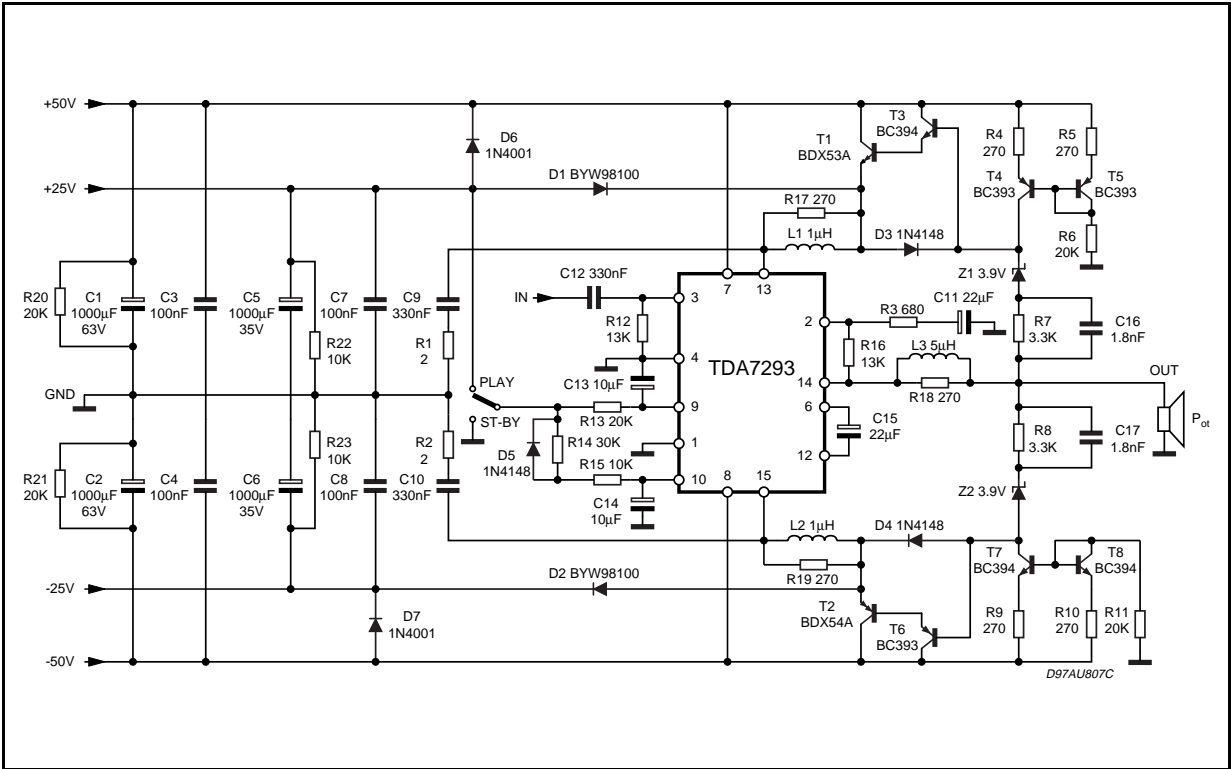 +50V
+25V
GND
-25V
-50V
R20
20K
C1
1000µF
63V
C3
100nF
C5
1000µF
35V
R22
10K
C7
100nF
C9
330nF
R1
2
R21
20K
C2
1000µF
63V
C4
100nF
C6
1000µF
35V
R23
10K
C8
100nF
C10
330nF
R2
2
D6
1N4001
D1 BYW98100
D7
1N4001
D2 BYW98100
PLAY
ST-BY
IN
C12 330nF
R12
13K
C13 10µF
R13 20K
D5
1N4148
R14 30K
R15 10K
C14
10µF
T1
BDX53A
T3
BC394
R17 270
L1 1µH
D3 1N4148
TDA7293
3
4
9
1
10
7
13
2
14
6
12
8
15
R3 680
C11 22µF
R16
13K
L3 5µH
R18 270
C15
22µF
R4
270
R5
270
T4
BC393
T5
BC393
R6
20K
Z1 3.9V
R7
3.3K
C16
1.8nF
OUT
Pot
R8
3.3K
C17
1.8nF
Z2 3.9V
L2 1µH
D4 1N4148
R19 270
T2
BDX54A
T6
BC393
T7
BC394
T8
BC394
R9
270
R10
270
R11
20K
D97AU807C